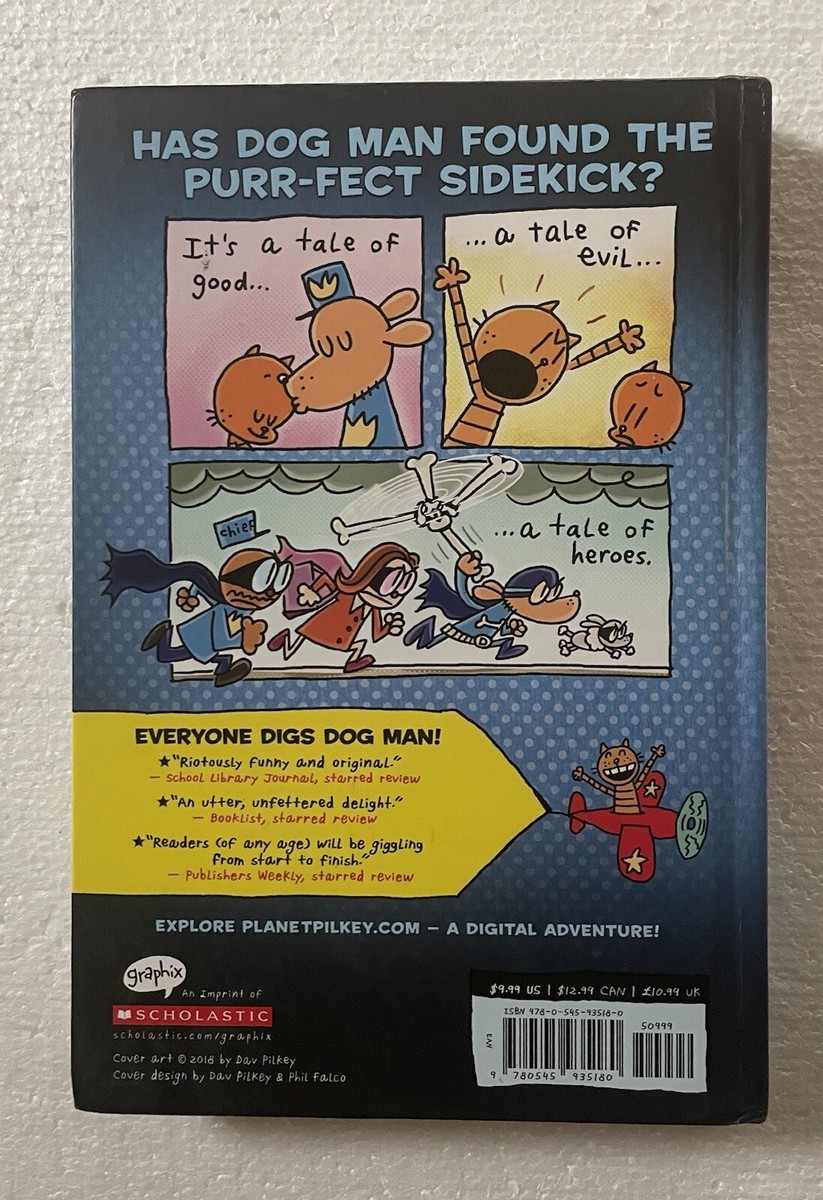 HAS DOG MAN FOUND THE
PURR-FECT SIDEKICK?
It's a tale of
good...
...a tale of
evil...
chief
...a tale of
heroes.
EVERYONE DIGS DOG MAN!
★"Riotously funny and original."
— School Library Journal, starred review
★"An utter, unfettered delight."
— Booklist, starred review
★"Readers (of any age) will be giggling
from start to finish."
— Publishers Weekly, starred review
EXPLORE PLANETPILKEY.COM — A DIGITAL ADVENTURE!
graphix
An Imprint of
SCHOLASTIC
scholastic.com/graphix
Cover art © 2018 by Dav Pilkey
Cover design by Dav Pilkey & Phil Falco
$9.99 US | $12.99 CAN | £10.99 UK
ISBN 978-0-545-93518-0
50999
EAN
9 780545 935180